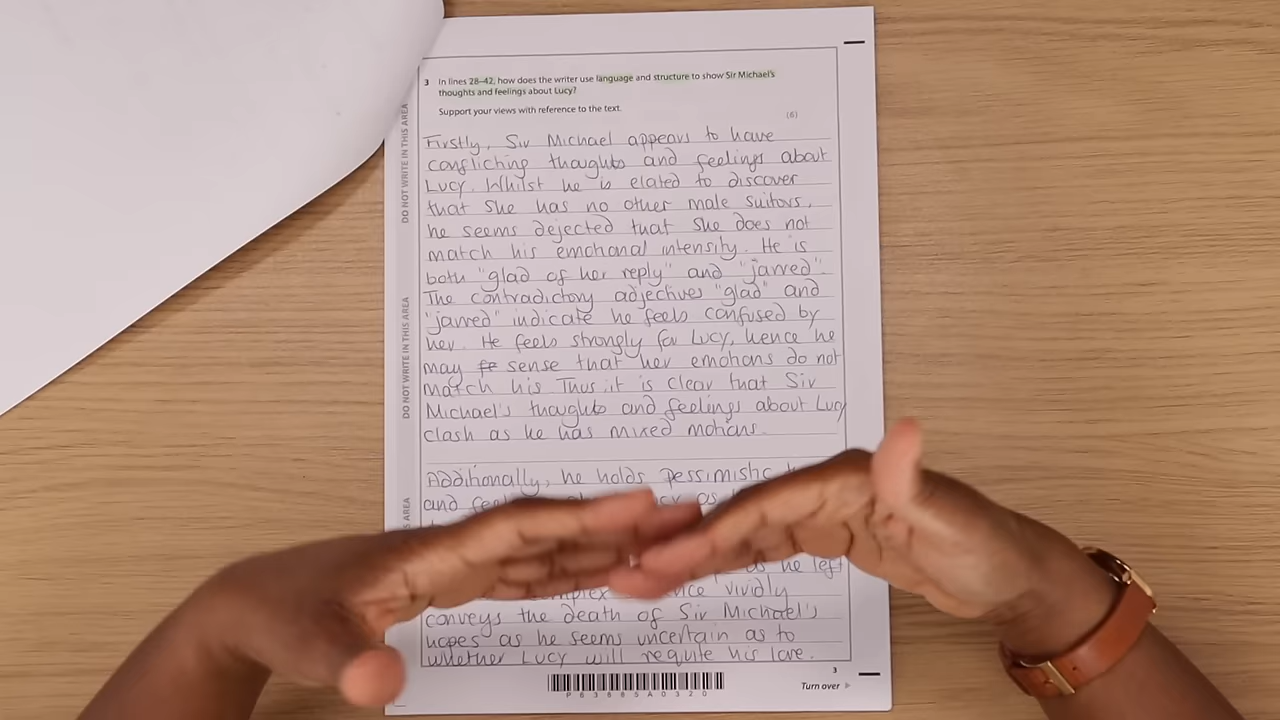 3 In lines 28–42, how does the writer use language and structure to show Sir Michael's
thoughts and feelings about Lucy?
Support your views with reference to the text.
(6)
Firstly, Sir Michael appears to have
conflicting thoughts and feelings about
Lucy. Whilst he is elated to discover
that she has no other male suitors,
he seems dejected that she does not
match his emotional intensity. He is
both "glad of her reply" and "jarred".
The contradictory adjectives "glad" and
"jarred" indicate he feels confused by
her. He feels strongly for Lucy, hence he
may sense that her emotions do not
match his. Thus, it is clear that Sir
Michael's thoughts and feelings about Lucy
clash as he has mixed motions.
Additionally, he holds pessimistic
and
as he left
vividly
conveys the death of Sir Michael's
hopes as he seems uncertain as to
whether Lucy will requite his love.
DO NOT WRITE IN THIS AREA
DO NOT WRITE IN THIS AREA
AREA
P63685A0320
3
Turn over